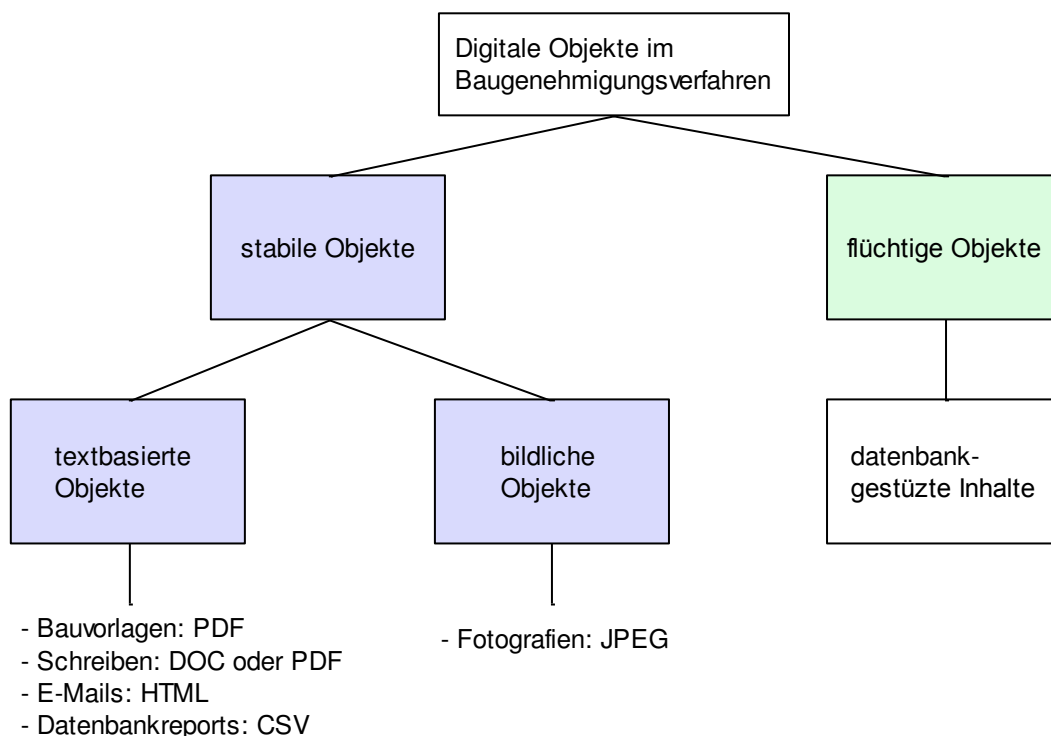 Digitale Objekte im
Baugenehmigungsverfahren
stabile Objekte
flüchtige Objekte
textbasierte
Objekte
bildliche
Objekte
datenbank-
gestüzte Inhalte
- Bauvorlagen: PDF
- Schreiben: DOC oder PDF
- E-Mails: HTML
- Datenbankreports: CSV
- Fotografien: JPEG